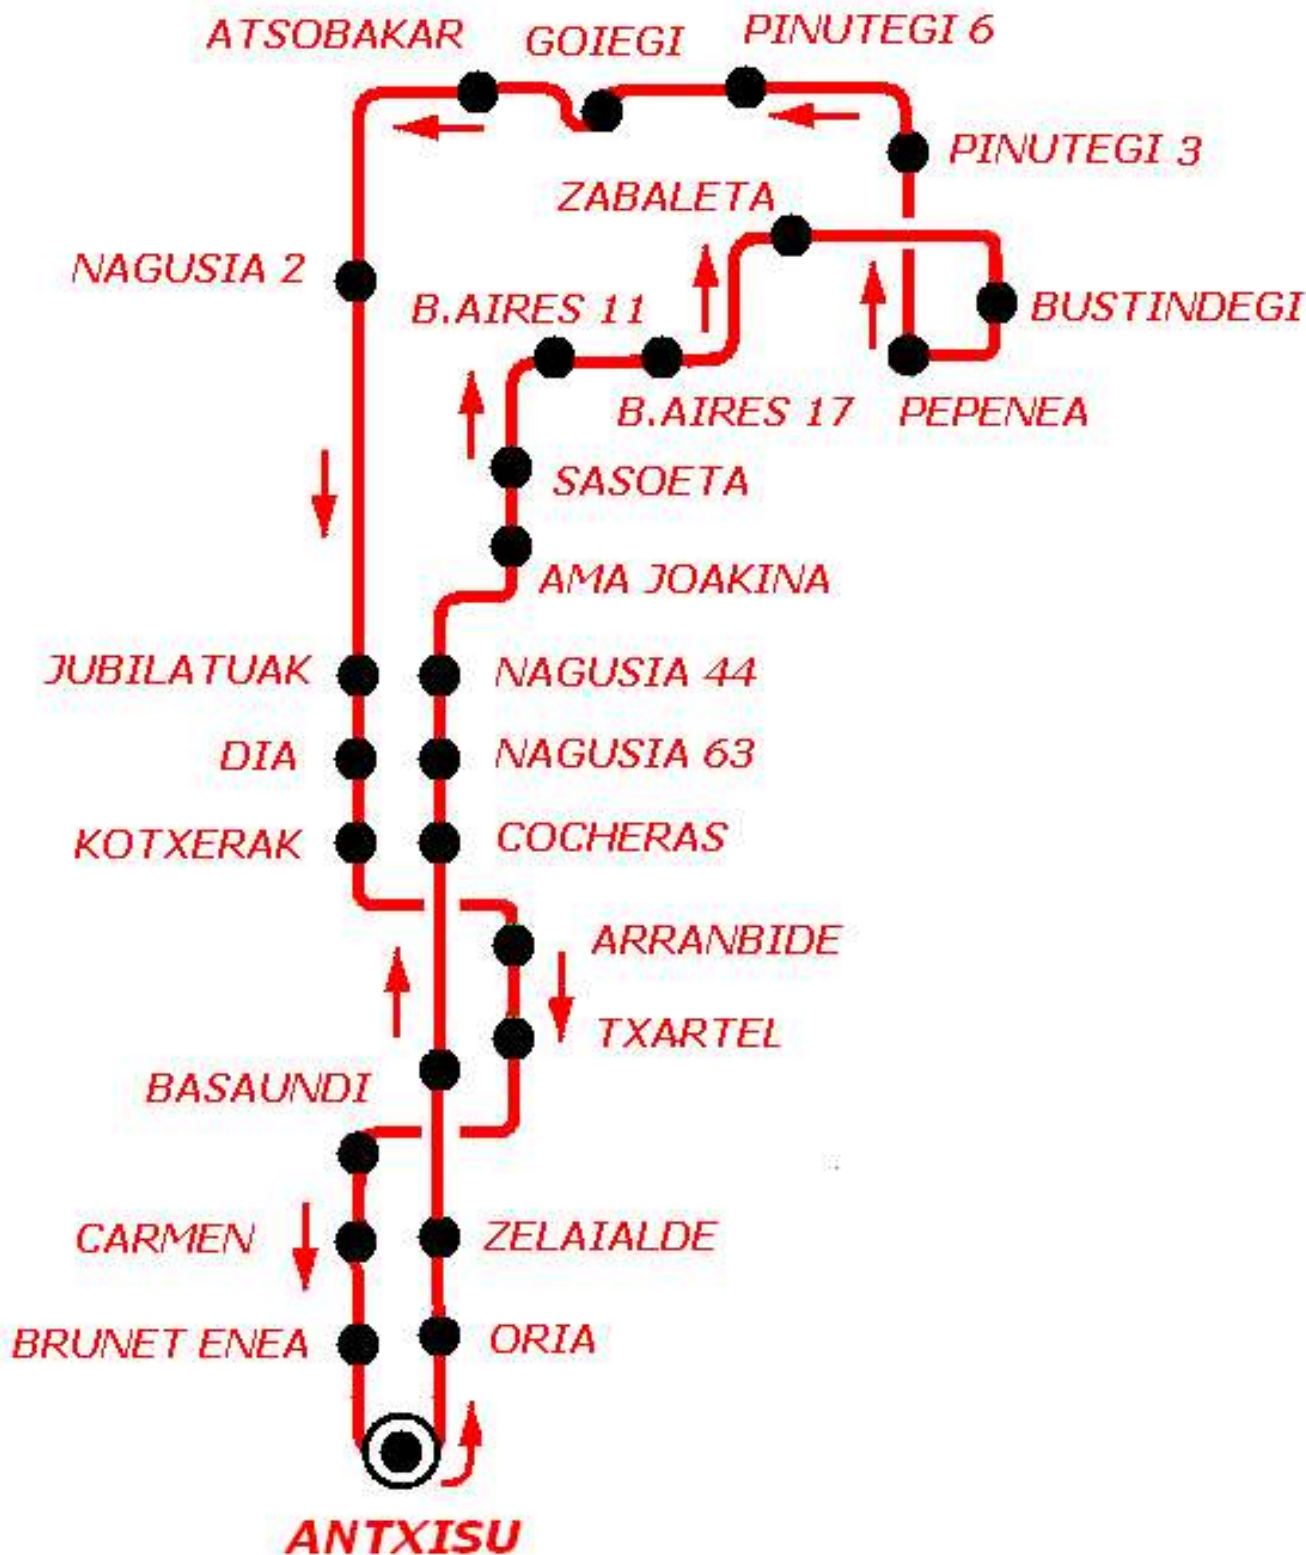 ATSOBAKAR
GOIEGI
PINUTEGI 6
PINUTEGI 3
ZABALETA
NAGUSIA 2
B.AIRES 11
BUSTINDEGI
B.AIRES 17
PEPENEA
SASOETA
AMA JOAKINA
JUBILATUAK
NAGUSIA 44
DIA
NAGUSIA 63
KOTXERAK
COCHERAS
ARRANBIDE
TXARTEL
BASAUNDI
CARMEN
ZELAIALDE
BRUNET ENEA
ORIA
ANTXISU